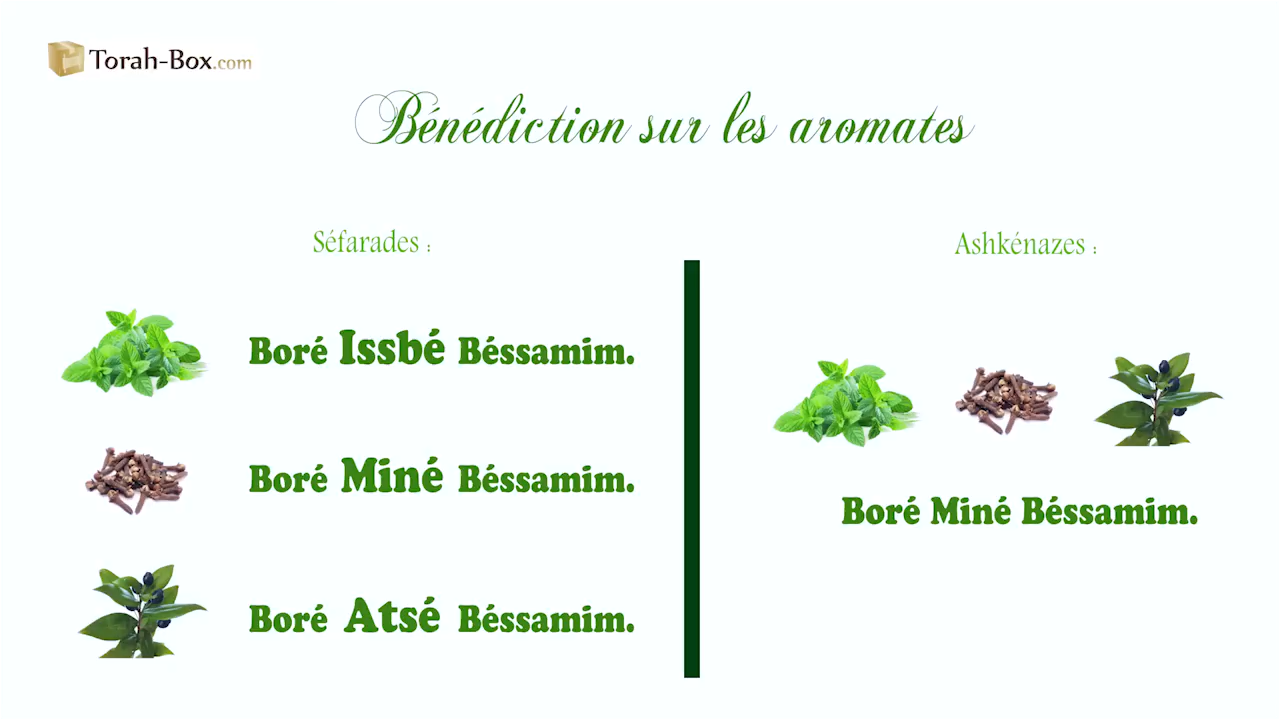 Torah-Box.com
Bénédiction sur les aromates
Séfarades :
Boré Issbé Béssamim.
Boré Miné Béssamim.
Boré Atsé Béssamim.
Ashkénazes :
Boré Miné Béssamim.